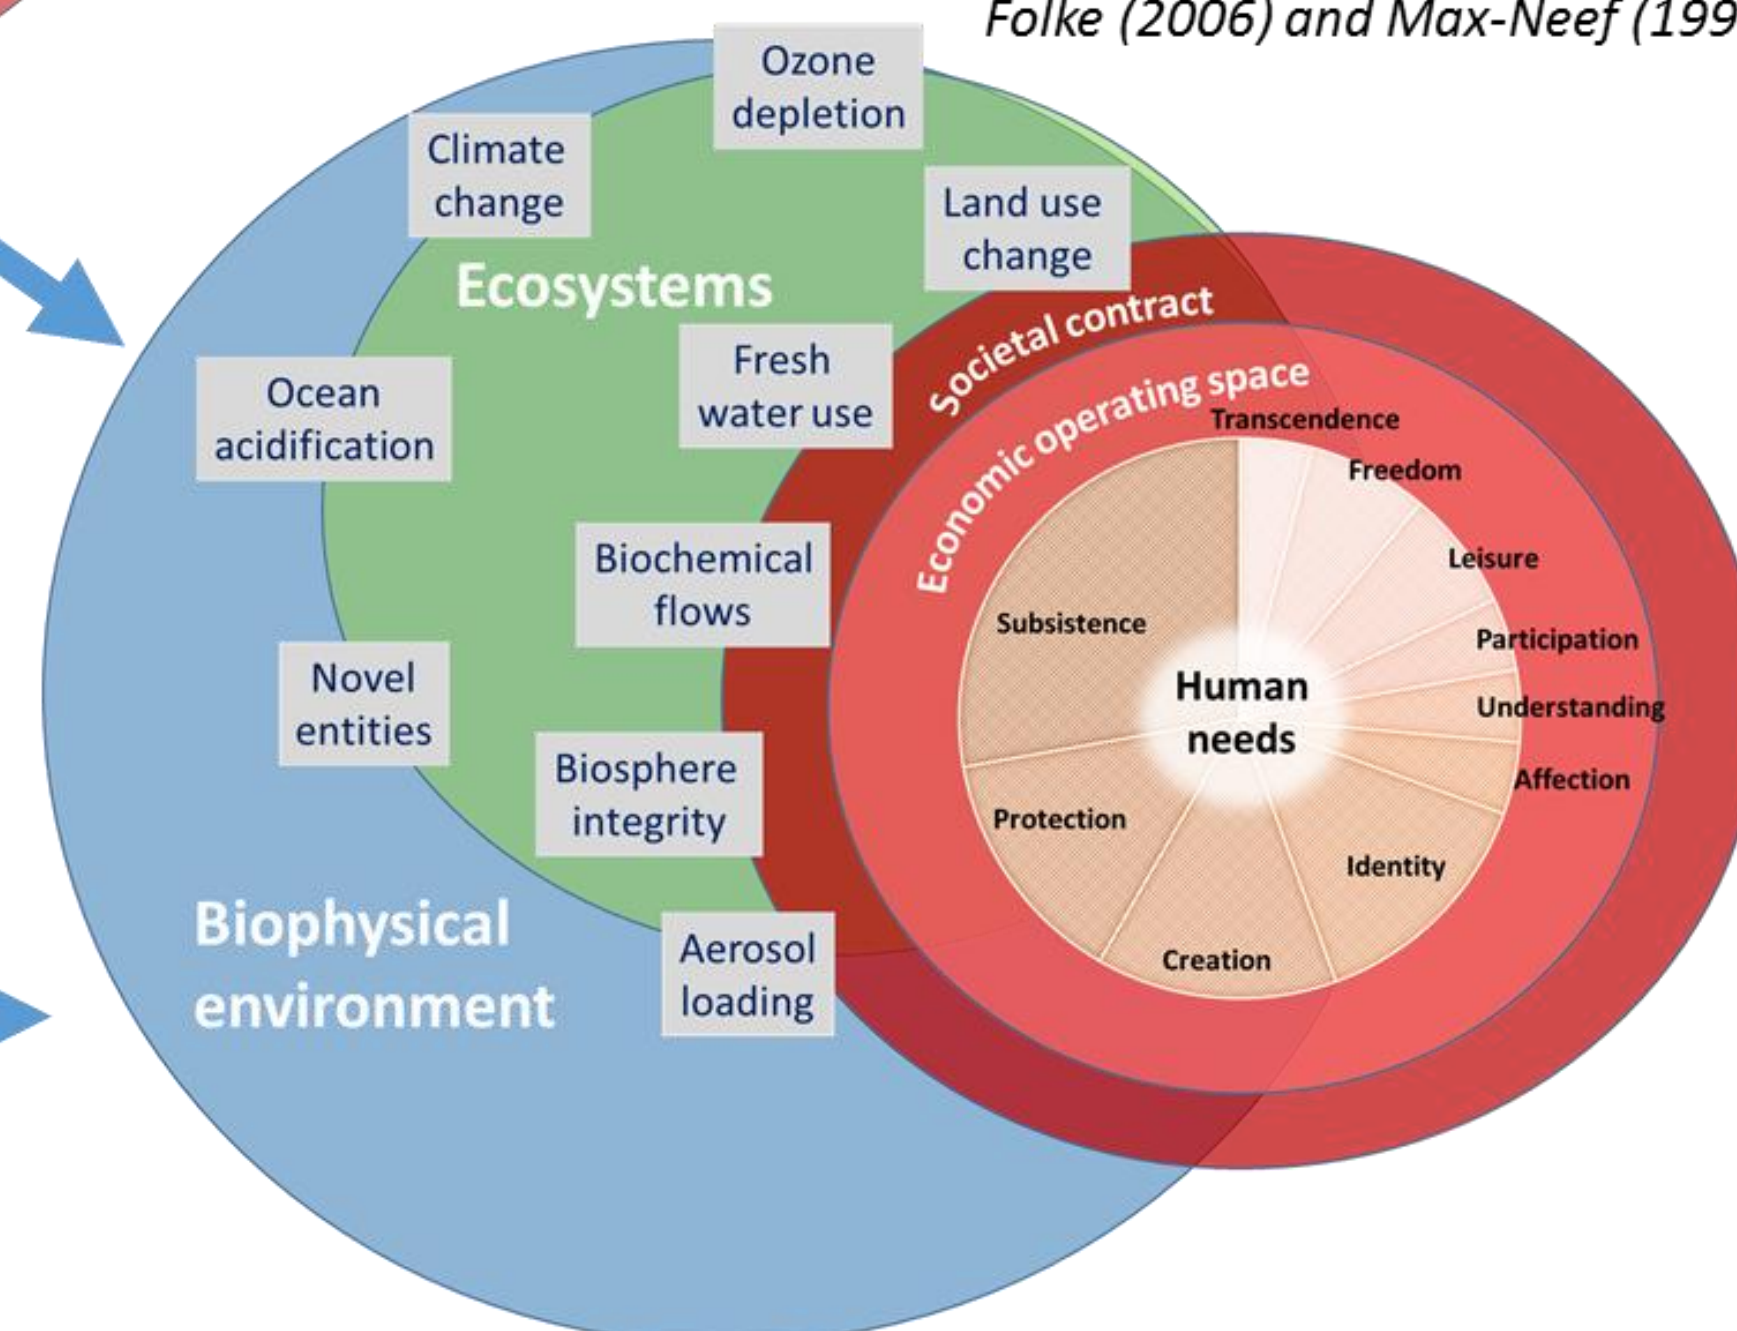 Folke (2006) and Max-Neef (199
Ozone
depletion
Climate
change
Land use
change
Ecosystems
Societal contract
Fresh
water use
Ocean
acidification
Economic operating space
Transcendence
Freedom
Leisure
Biochemical
flows
Subsistence
Participation
Novel
entities
Human
needs
Understanding
Affection
Biosphere
integrity
Protection
Identity
Biophysical
environment
Aerosol
loading
Creation